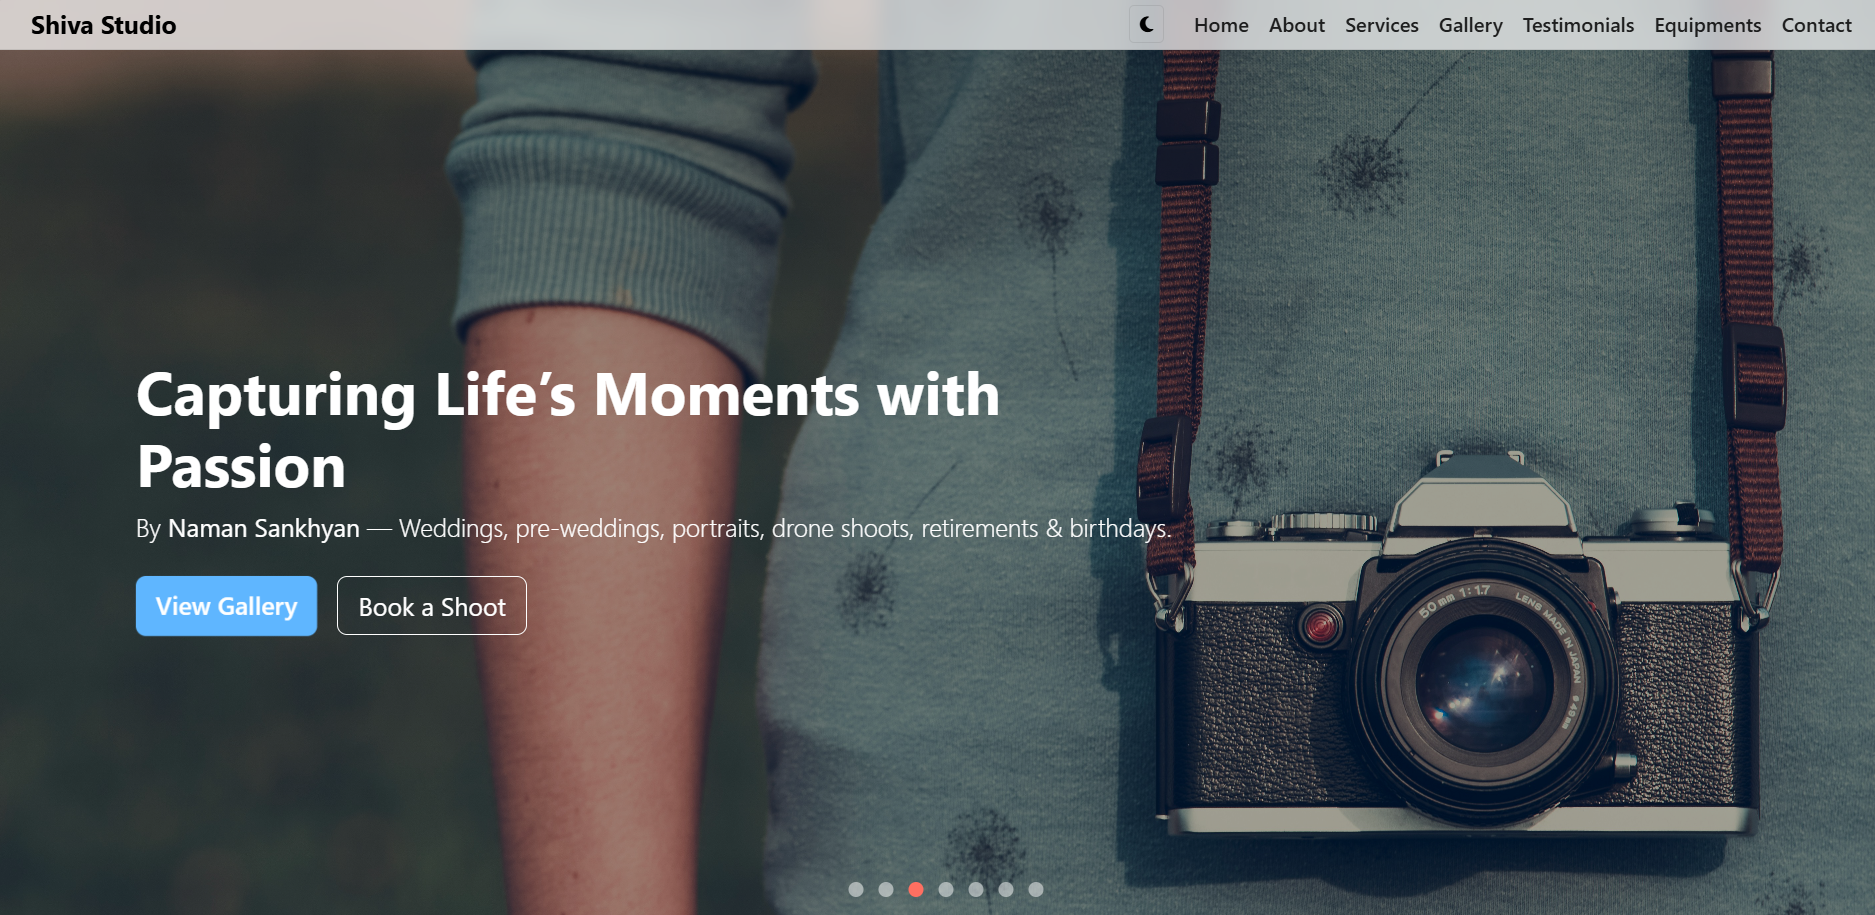 Shiva Studio
Home About Services Gallery Testimonials Equipments Contact
Capturing Life’s Moments with
Passion
By Naman Sankhyan — Weddings, pre-weddings, portraits, drone shoots, retirements & birthdays.
View Gallery Book a Shoot
50 mm 1:1.7 LENS MADE IN JAPAN ø49mm